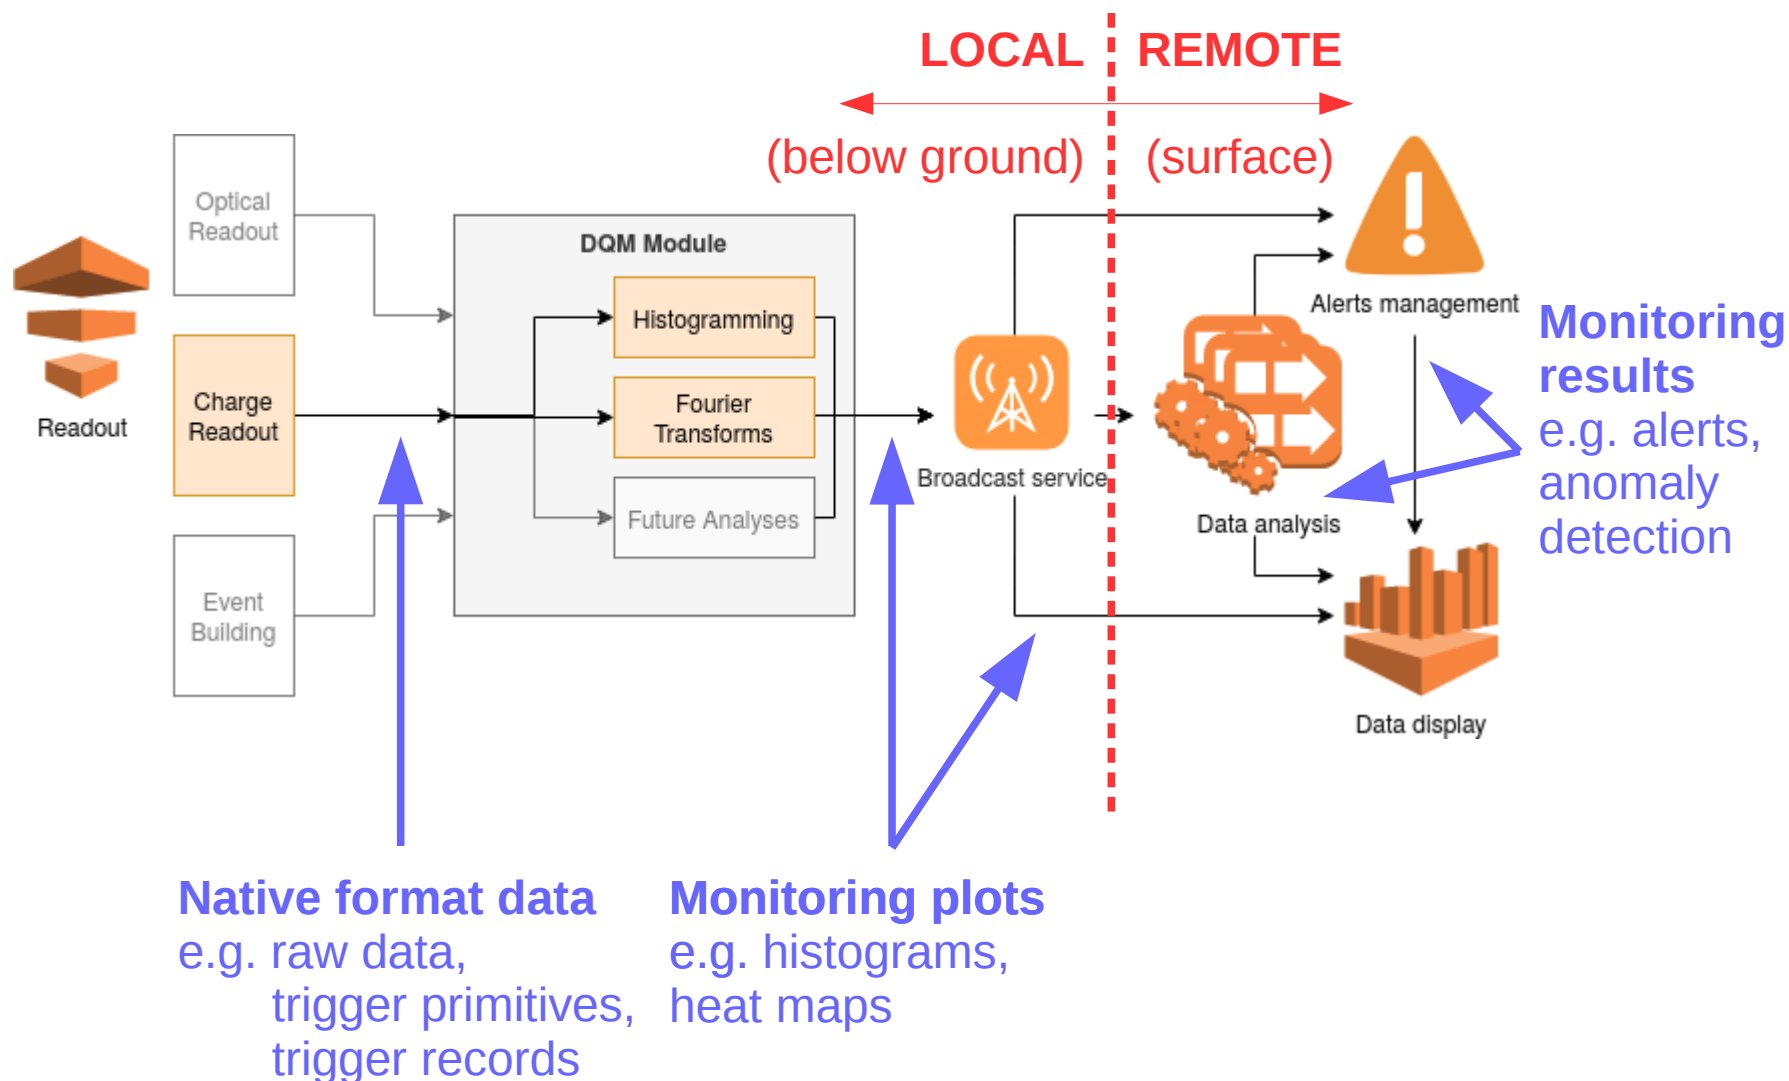 LOCAL
REMOTE
(below ground)
(surface)
Optical
Readout
DQM Module
Histogramming
Alerts management
Readout
Charge
Readout
Fourier
Transforms
Broadcast service
Future Analyses
Data analysis
Monitoring
results
e.g. alerts,
anomaly
detection
Event
Building
Data display
Native format data
e.g. raw data,
trigger primitives,
trigger records
Monitoring plots
e.g. histograms,
heat maps